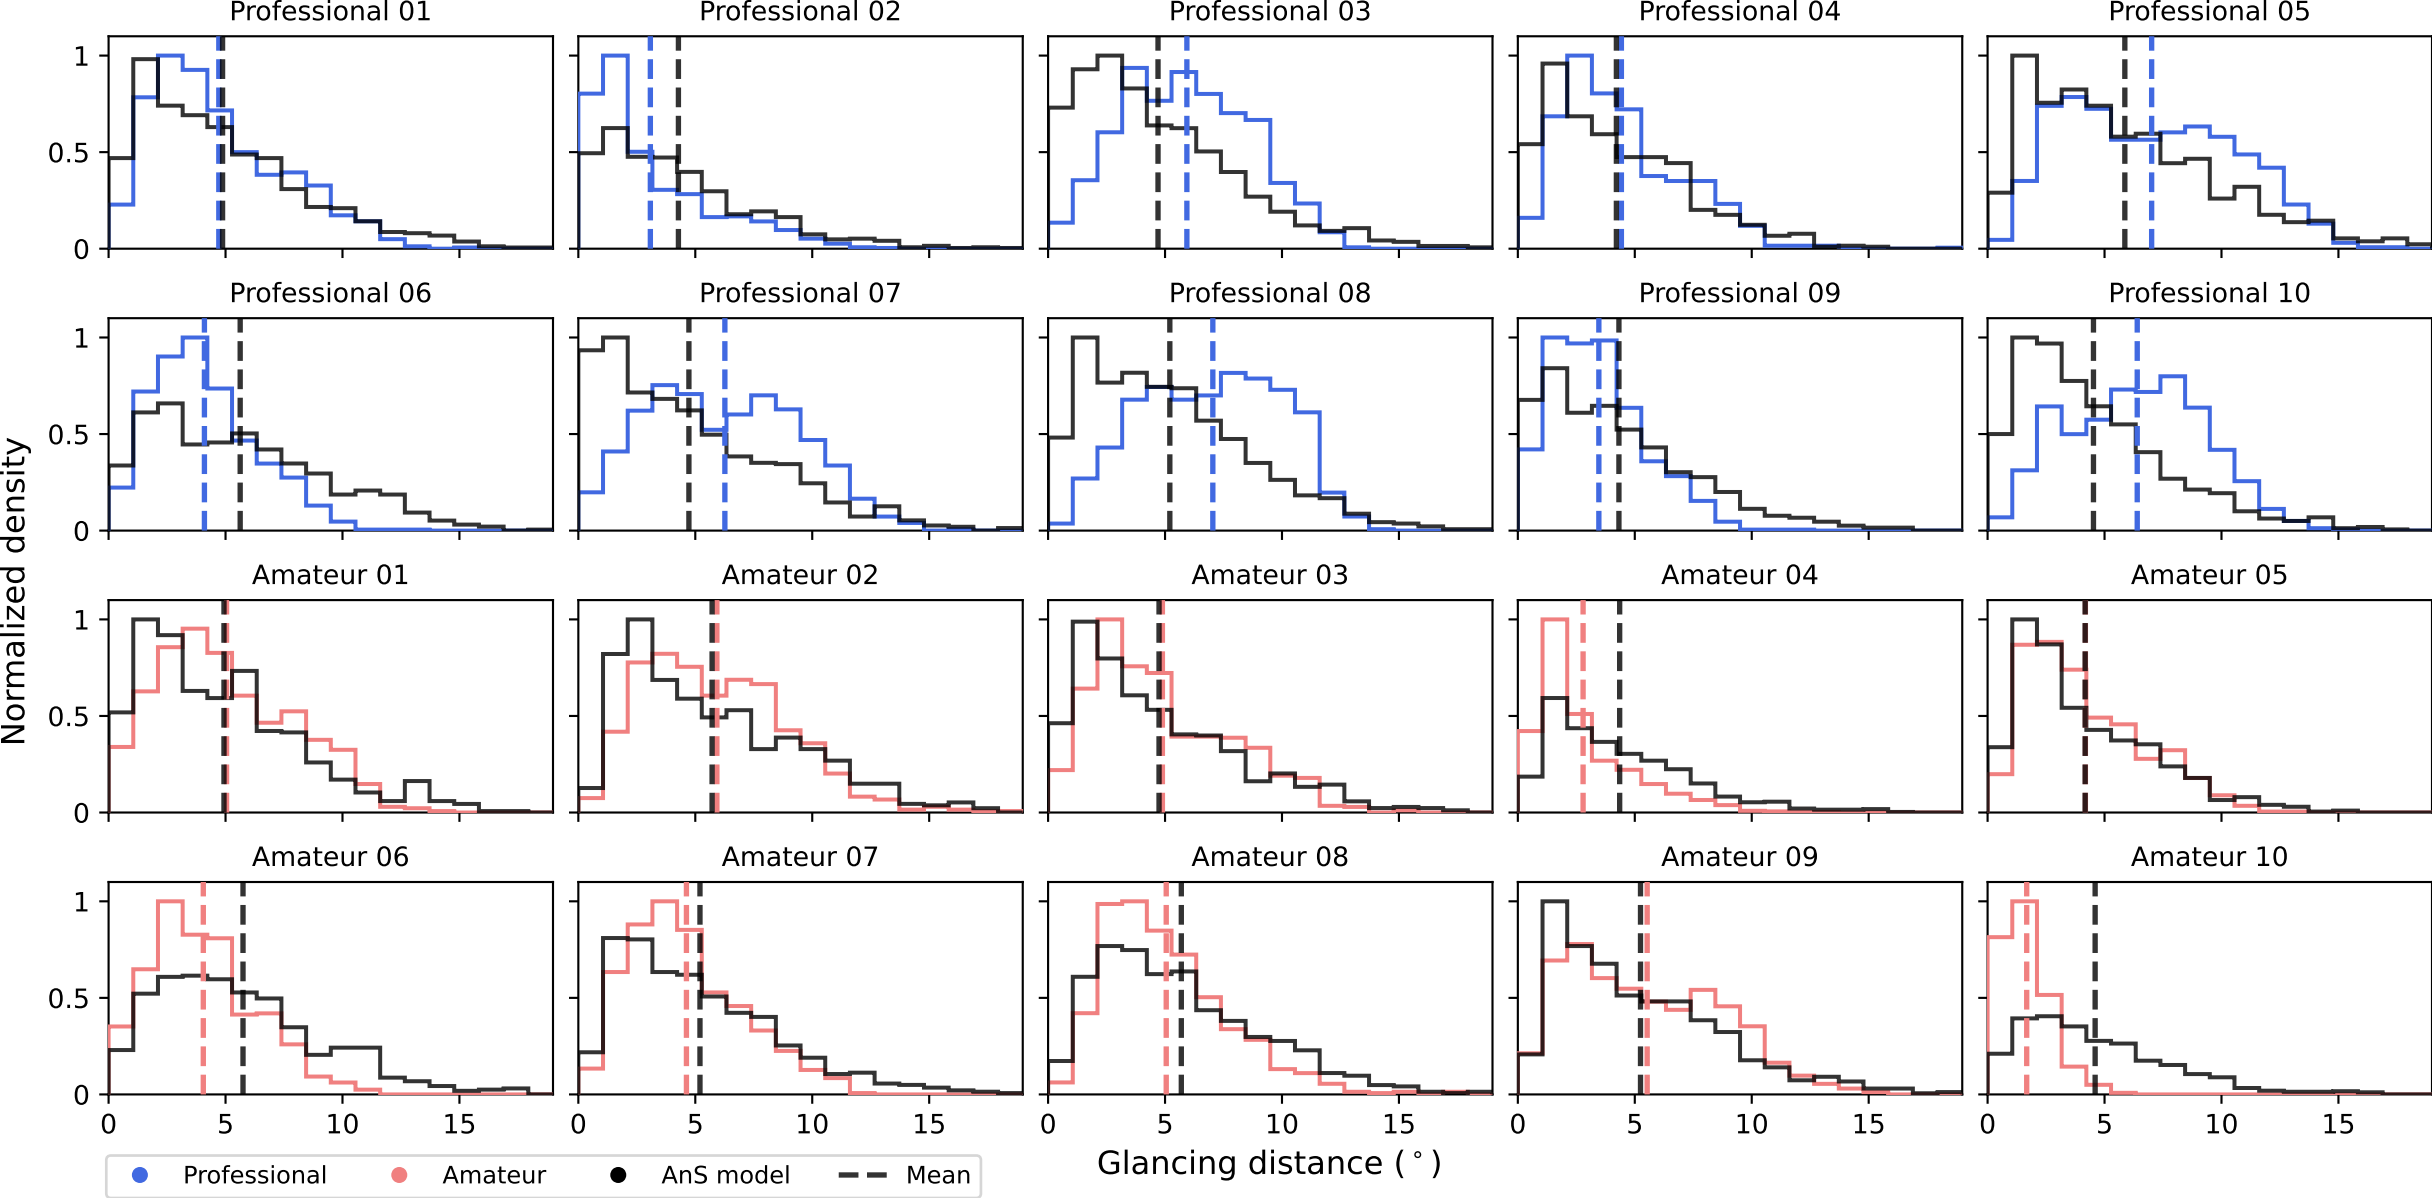 Professional 01 Professional 02 Professional 03 Professional 04 Professional 05
1
0.5
0
Professional 06 Professional 07 Professional 08 Professional 09 Professional 10
1
0.5
0
Normalized density
Amateur 01 Amateur 02 Amateur 03 Amateur 04 Amateur 05
1
0.5
0
Amateur 06 Amateur 07 Amateur 08 Amateur 09 Amateur 10
1
0.5
0
0 5 10 15 0 5 10 15 0 5 10 15 0 5 10 15 0 5 10 15
Glancing distance (°)
Professional Amateur AnS model Mean